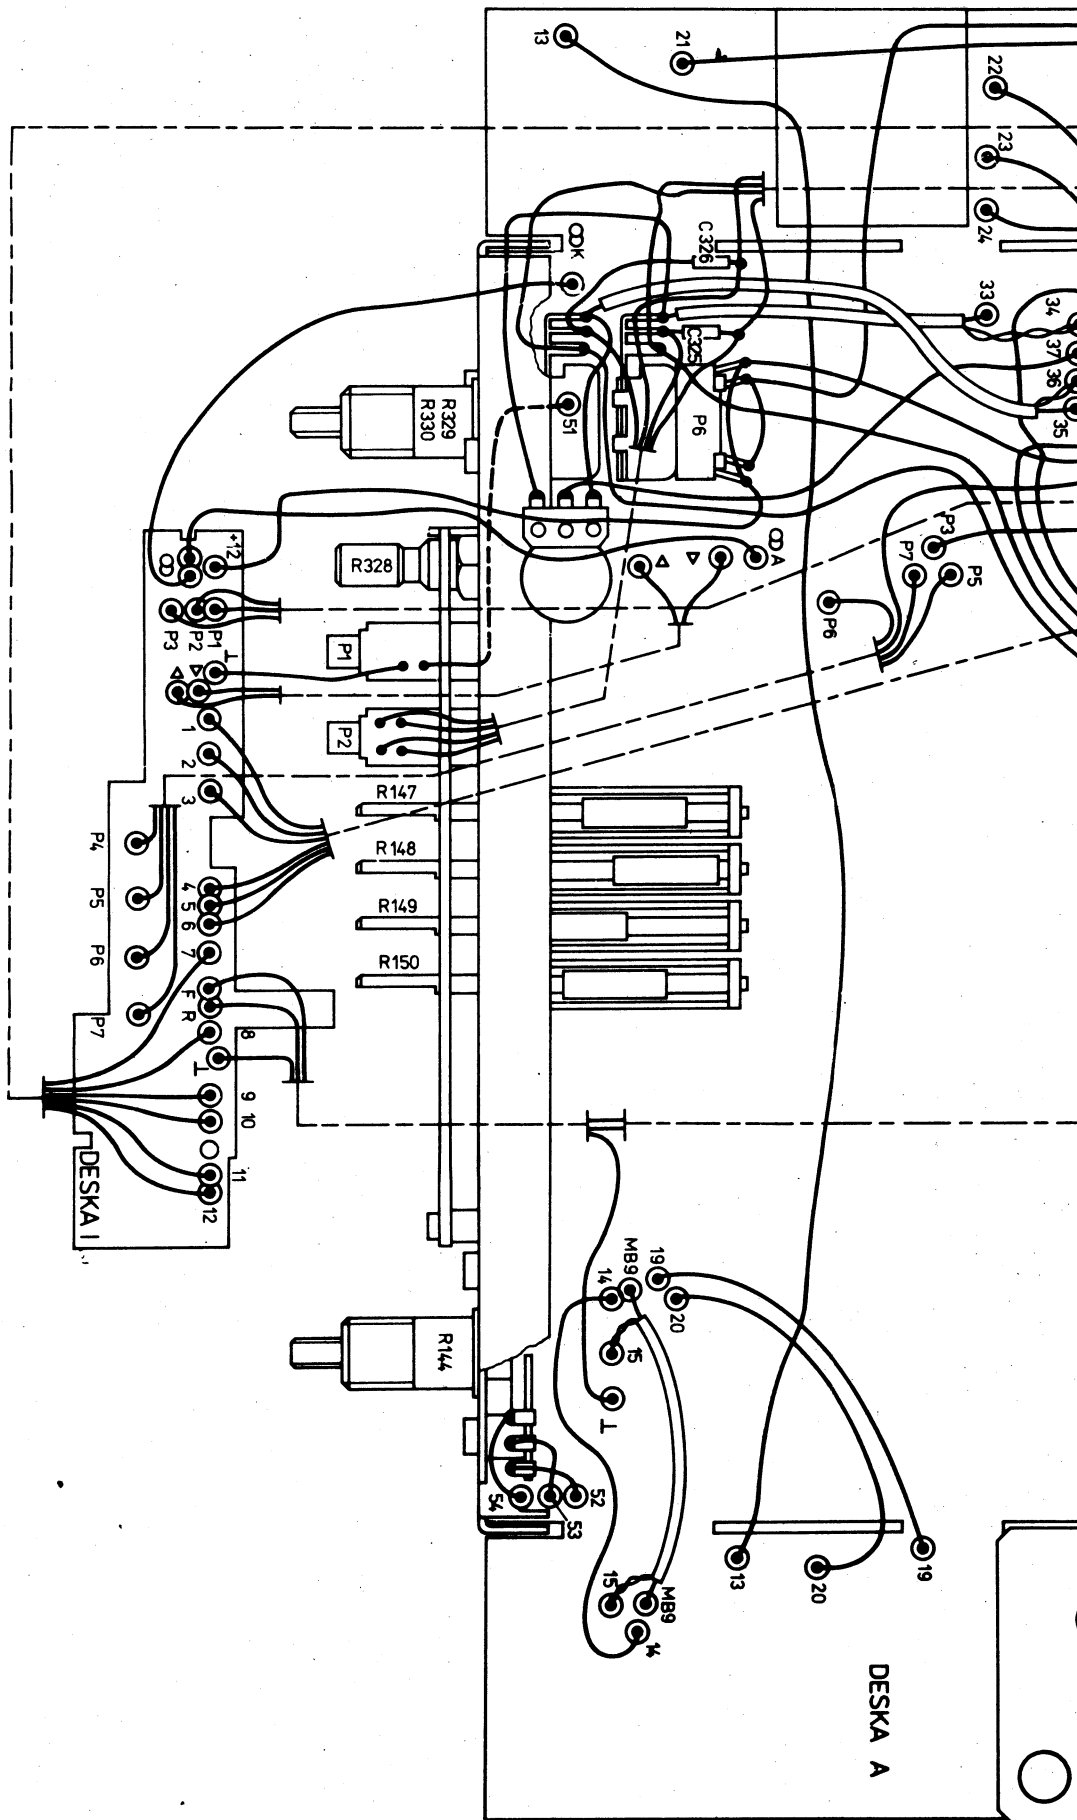 13
21
22
23
24
C326
C325
ꝎK
33
34
37
36
35
R329
R330
51
P6
+12
R328
A
P3
P7
P5
P6
P3
P2
P1
⊥
△
▽
△
▽
P1
P2
1
2
3
R147
R148
R149
R150
P4
P5
P6
P7
4
5
6
7
F
R
8
⊥
9
10
11
12
DESKA I
MB9
19
14
20
15
⊥
R144
54
53
52
13
20
19
15
MB9
14
DESKA A